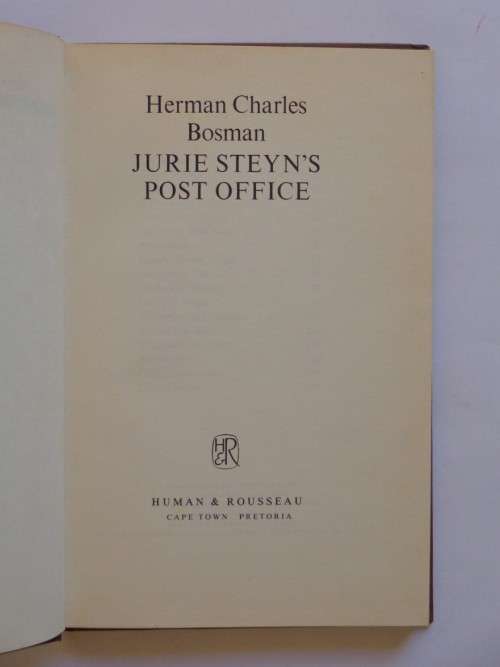 Herman Charles
Bosman
JURIE STEYN'S
POST OFFICE
H&R
HUMAN & ROUSSEAU
CAPE TOWN PRETORIA